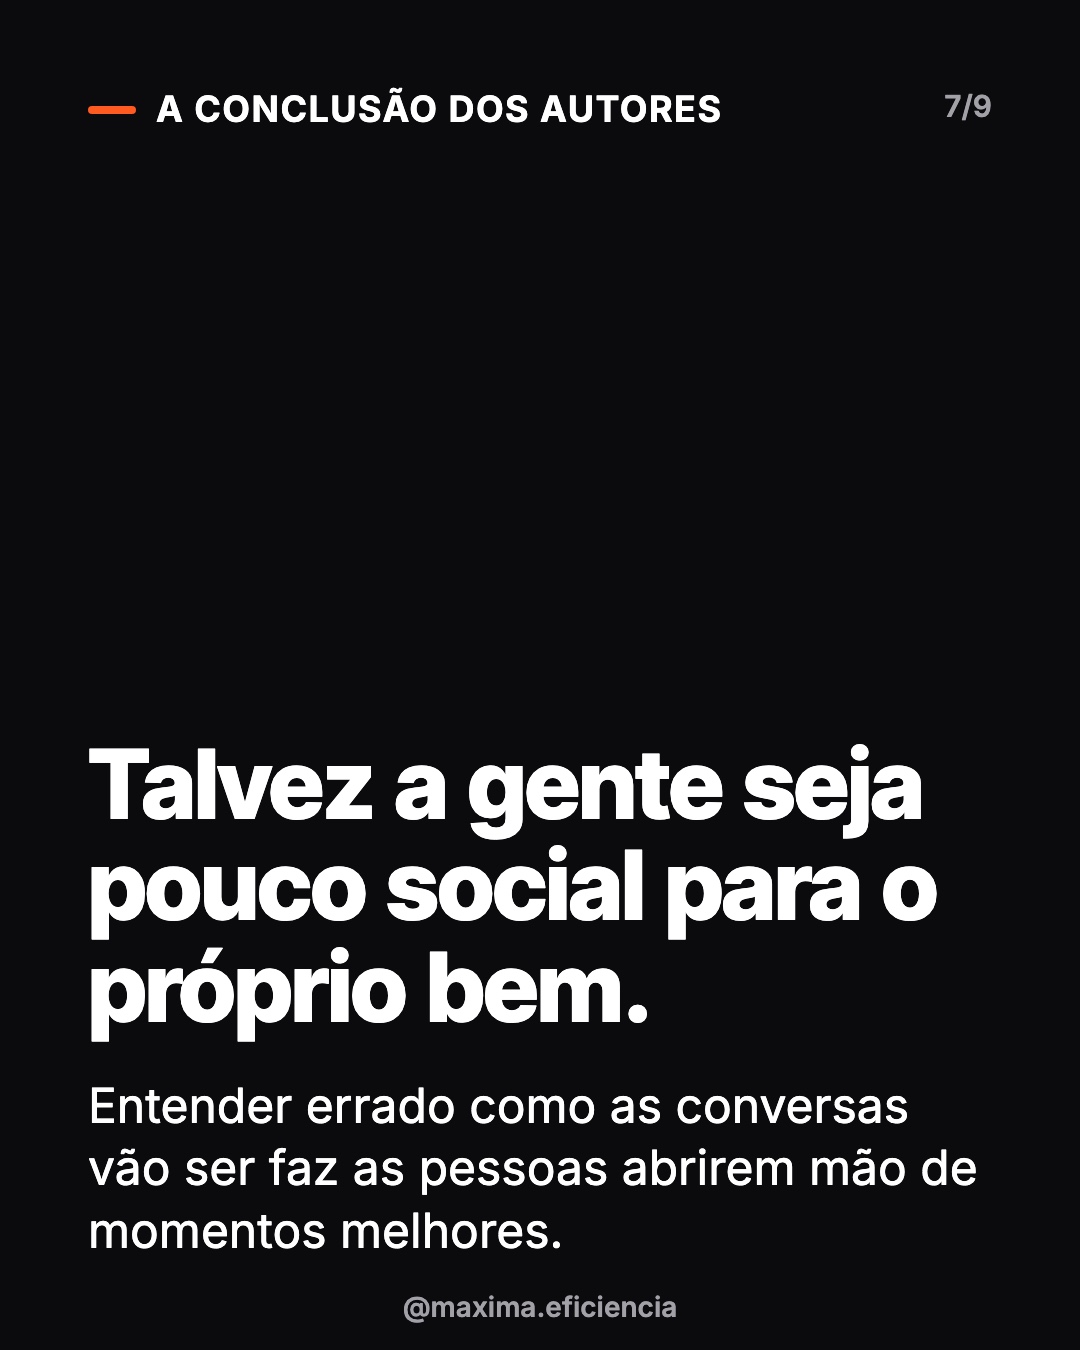 A CONCLUSÃO DOS AUTORES
7/9
Talvez a gente seja
pouco social para o
próprio bem.
Entender errado como as conversas
vão ser faz as pessoas abrirem mão de
momentos melhores.
@maxima.eficiencia